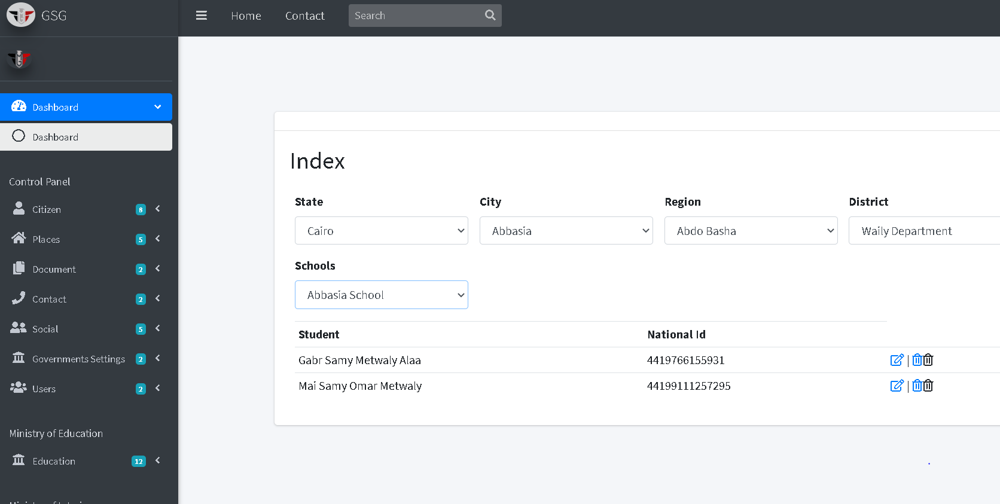 GSG
Home Contact Search
Dashboard
Dashboard
Control Panel
Citizen 8
Places 5
Document 2
Contact 2
Social 5
Governments Settings 2
Users 2
Ministry of Education
Education 12
Index
State City Region District
Cairo Abbasia Abdo Basha Waily Department
Schools
Abbasia School
Student National Id
Gabr Samy Metwaly Alaa 4419766155931 |
Mai Samy Omar Metwaly 44199111257295 |